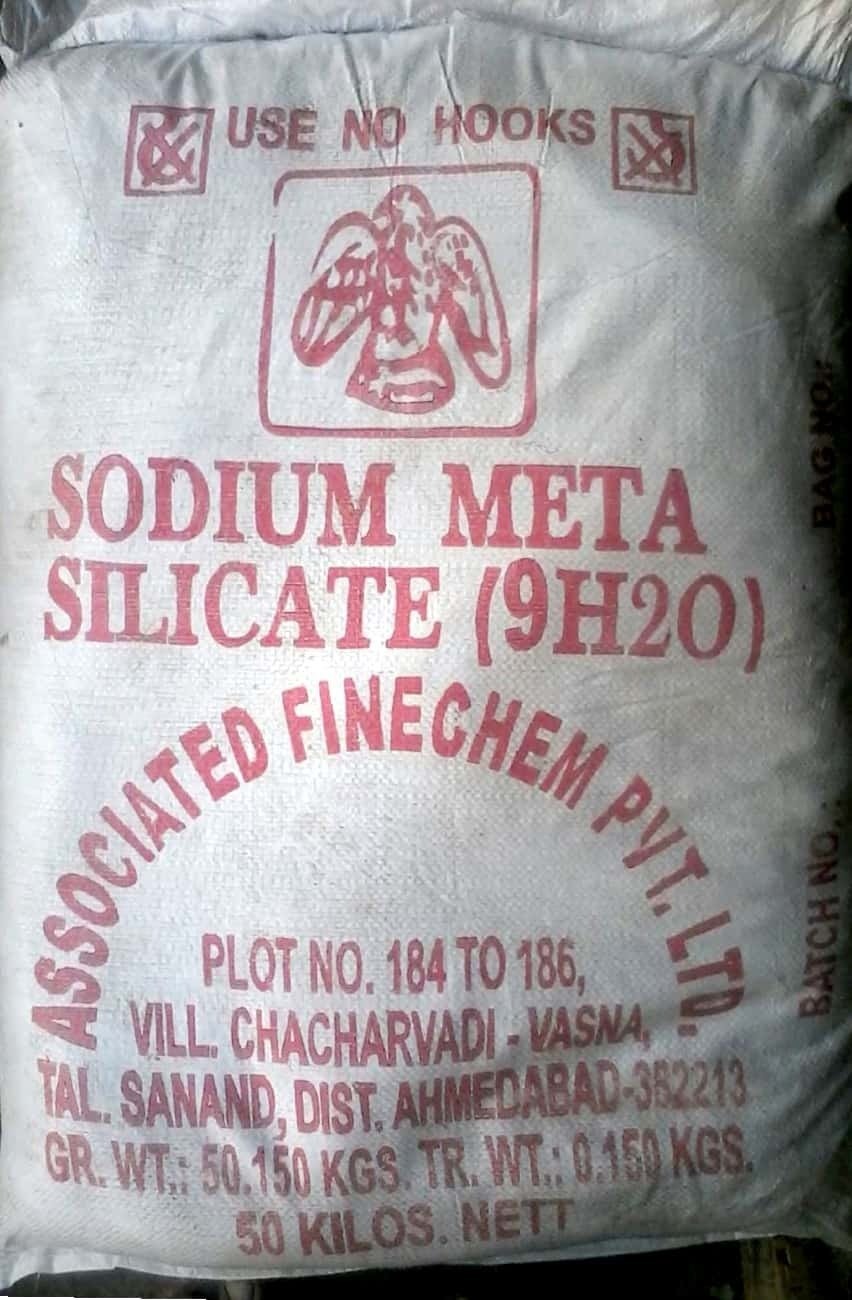 USE NO HOOKS
SODIUM META
SILICATE (9H2O)
ASSOCIATED FINECHEM PVT. LTD.
PLOT NO. 184 TO 186,
VILL. CHACHARVADI - VASNA,
TAL. SANAND, DIST. AHMEDABAD-382213
GR. WT.: 50.150 KGS. TR. WT.: 0.150 KGS.
50 KILOS. NETT
BAG NO.:
BATCH NO.: